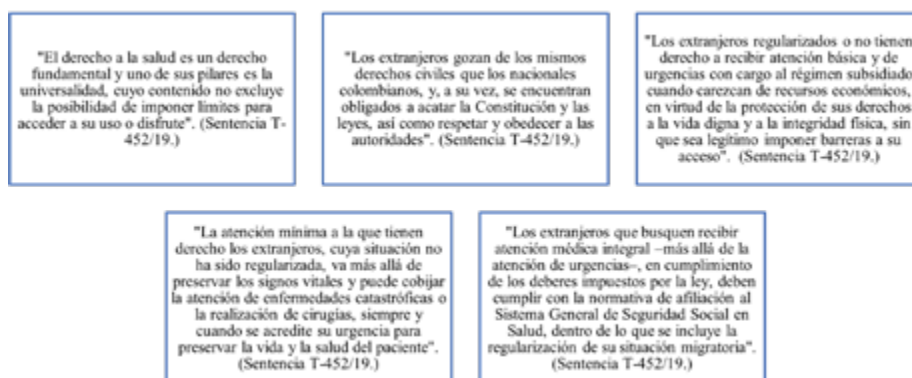 "El derecho a la salud es un derecho
fundamental y uno de sus pilares es la
universalidad, cuyo contenido no excluye
la posibilidad de imponer límites para
acceder a su uso o disfrute". (Sentencia T-
452/19.)
"Los extranjeros gozan de los mismos
derechos civiles que los nacionales
colombianos, y, a su vez, se encuentran
obligados a acatar la Constitución y las
leyes, así como respetar y obedecer a las
autoridades". (Sentencia T-452/19.)
"Los extranjeros regularizados o no tienen
derecho a recibir atención básica y de
urgencias con cargo al régimen subsidiado
cuando carezcan de recursos económicos,
en virtud de la protección de sus derechos
a la vida digna y a la integridad física, sin
que sea legítimo imponer barreras a su
acceso". (Sentencia T-452/19.)
"La atención mínima a la que tienen
derecho los extranjeros, cuya situación no
ha sido regularizada, va más allá de
preservar los signos vitales y puede cobijar
la atención de enfermedades catastróficas o
la realización de cirugías, siempre y
cuando se acredite su urgencia para
preservar la vida y la salud del paciente".
(Sentencia T-452/19.)
"Los extranjeros que busquen recibir
atención médica integral –más allá de la
atención de urgencias–, en cumplimiento
de los deberes impuestos por la ley, deben
cumplir con la normativa de afiliación al
Sistema General de Seguridad Social en
Salud, dentro de lo que se incluye la
regularización de su situación migratoria".
(Sentencia T-452/19.)